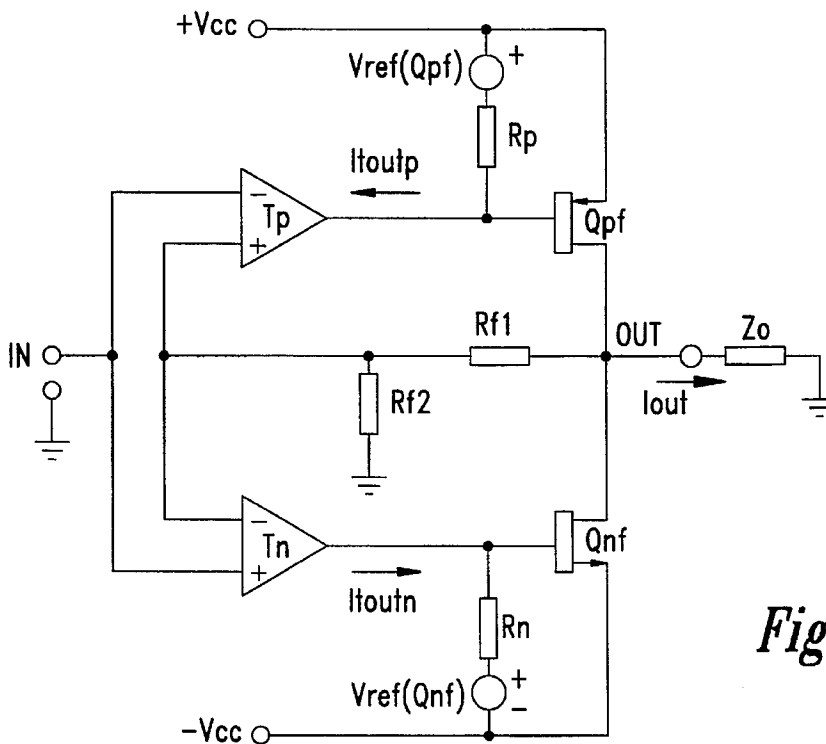 +Vcc
Vref(Qpf)
+
Rp
Itoutp
−
Tp
+
Qpf
IN
Rf1
OUT
Zo
Rf2
Iout
−
Tn
+
Qnf
Itoutn
Rn
Vref(Qnf)
+
−
−Vcc
Fig